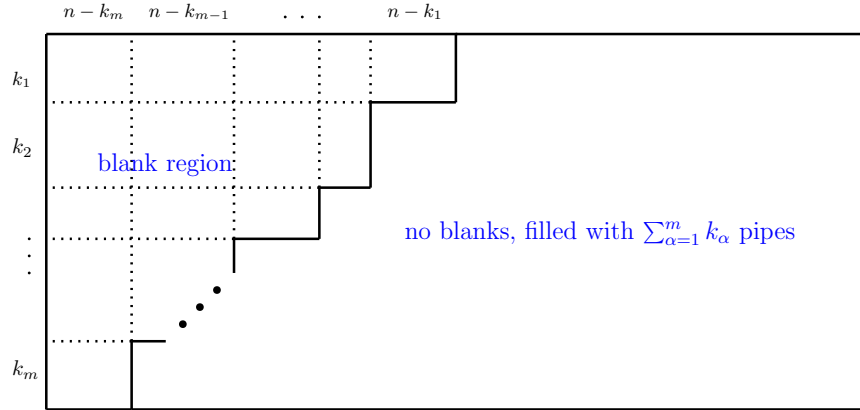 n − k_m n − k_{m−1} . . . n − k_1
k_1
k_2
blank region
no blanks, filled with ∑_{α=1}^{m} k_α pipes
k_m